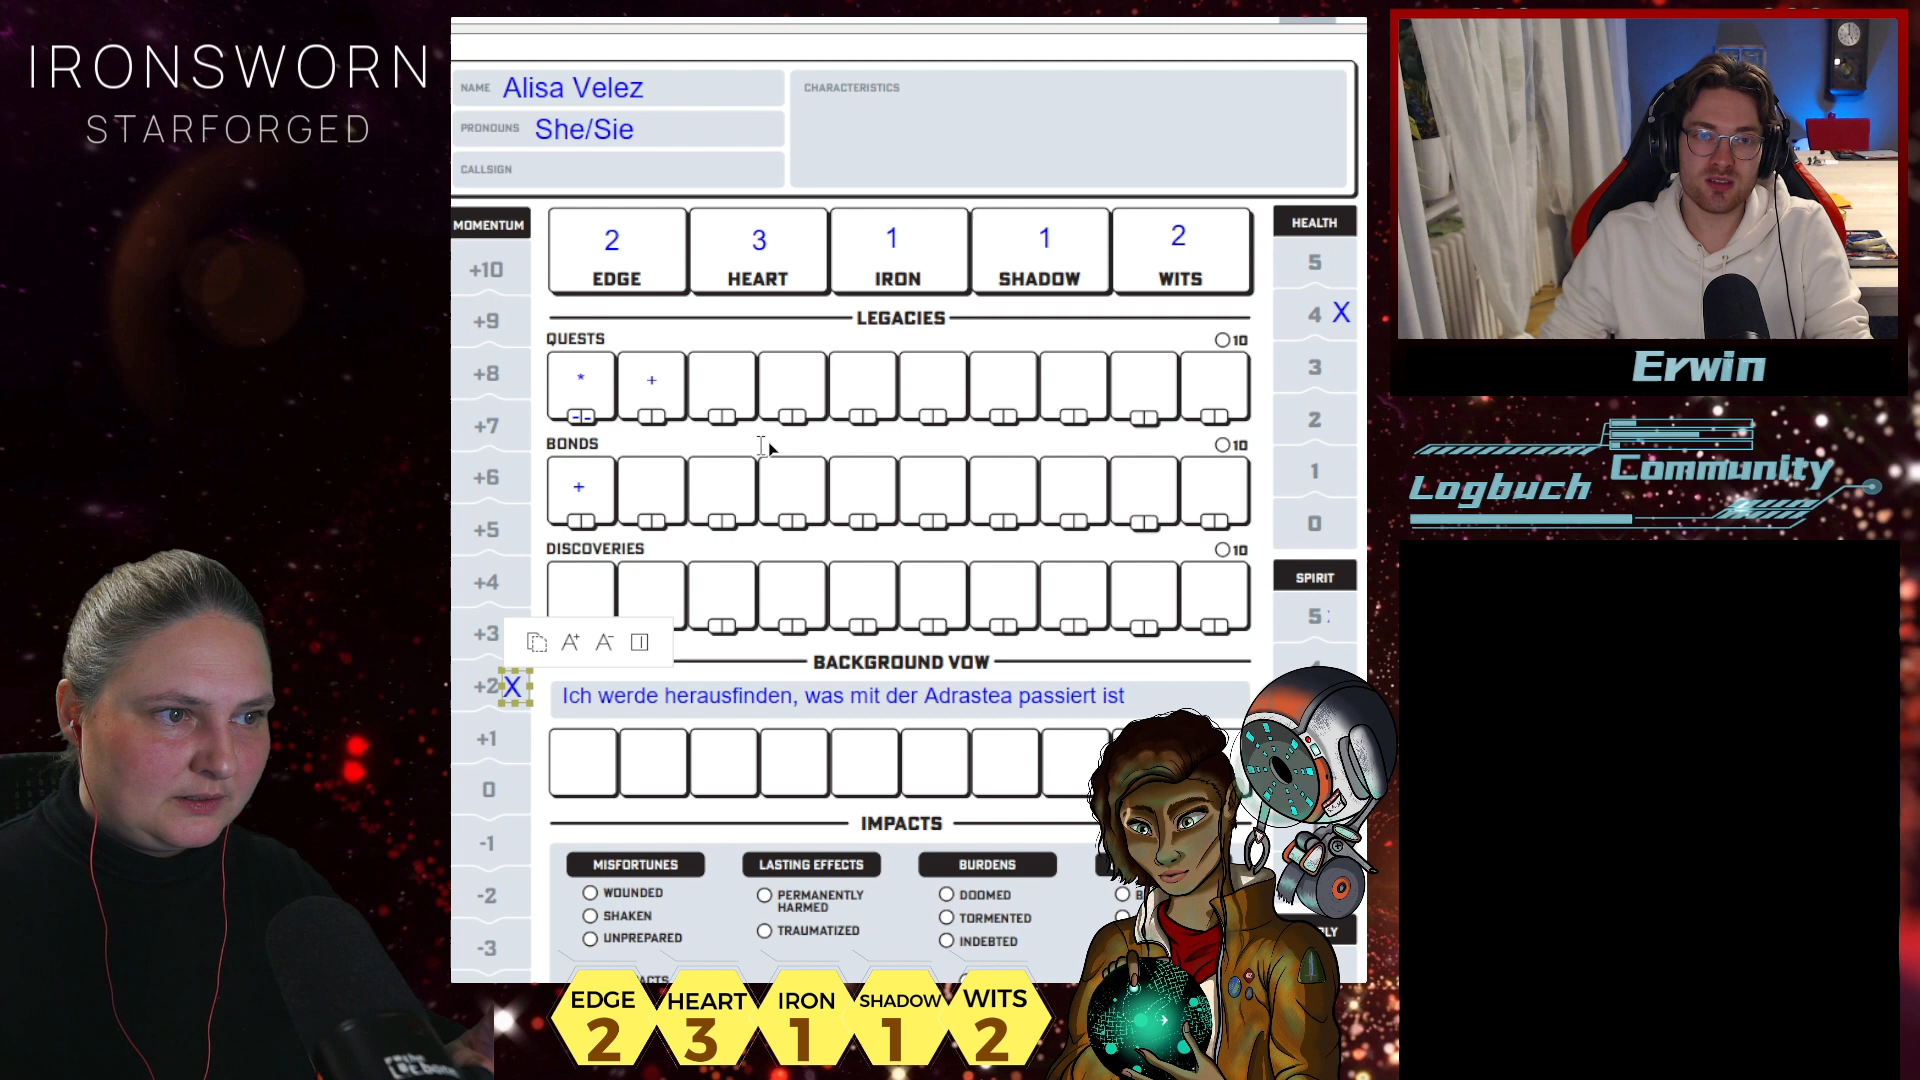 IRONSWORN
STARFORGED
NAME Alisa Velez
PRONOUNS She/Sie
CALLSIGN
CHARACTERISTICS
MOMENTUM
+10
+9
+8
+7
+6
+5
+4
+3
+2 X
+1
0
-1
-2
-3
2 3 1 1 2
EDGE HEART IRON SHADOW WITS
LEGACIES
QUESTS 10
* +
BONDS 10
+
DISCOVERIES 10
A+ A-
BACKGROUND VOW
Ich werde herausfinden, was mit der Adrastea passiert ist
IMPACTS
MISFORTUNES
WOUNDED
SHAKEN
UNPREPARED
LASTING EFFECTS
PERMANENTLY
HARMED
TRAUMATIZED
BURDENS
DOOMED
TORMENTED
INDEBTED
HEALTH
5
4 X
3
2
1
0
SPIRIT
5
EDGE HEART IRON SHADOW WITS
2 3 1 1 2
Erwin
Logbuch Community